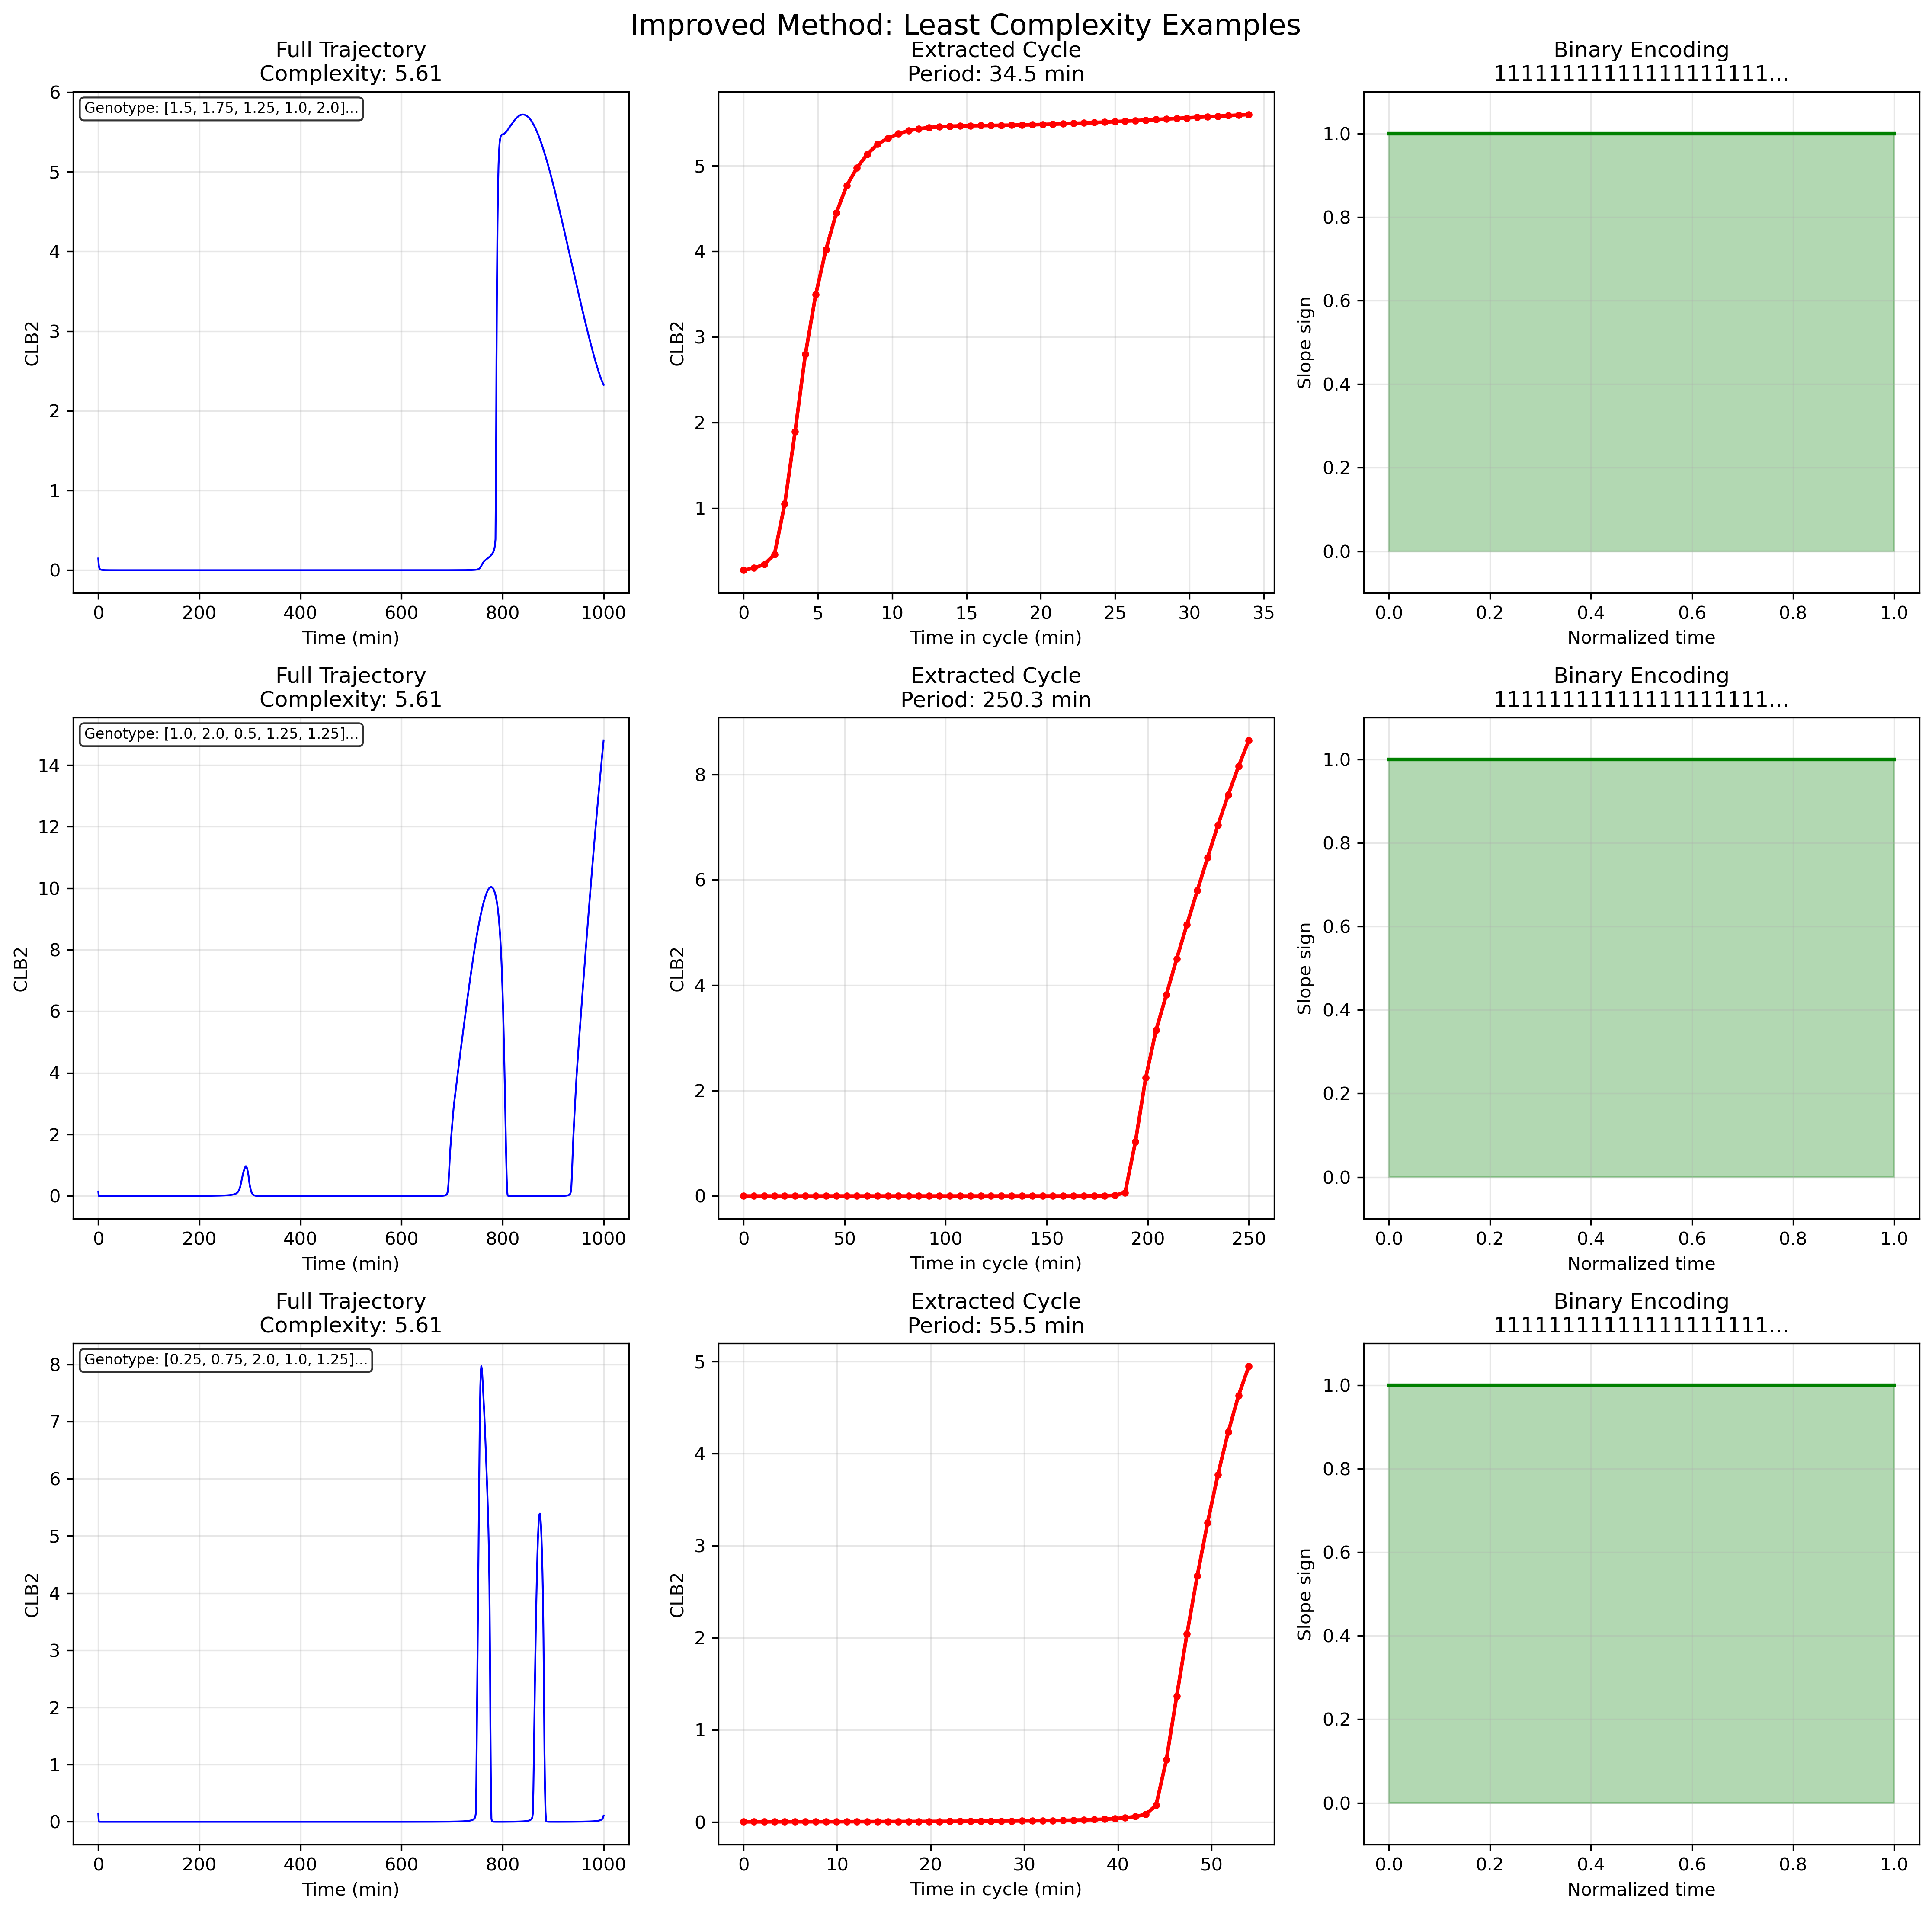 Improved Method: Least Complexity Examples
Full Trajectory
Complexity: 5.61
Genotype: [1.5, 1.75, 1.25, 1.0, 2.0]...
6
5
4
3
2
1
0
CLB2
0 200 400 600 800 1000
Time (min)
Extracted Cycle
Period: 34.5 min
5
4
3
2
1
CLB2
0 5 10 15 20 25 30 35
Time in cycle (min)
Binary Encoding
11111111111111111111...
1.0
0.8
0.6
0.4
0.2
0.0
Slope sign
0.0 0.2 0.4 0.6 0.8 1.0
Normalized time
Full Trajectory
Complexity: 5.61
Genotype: [1.0, 2.0, 0.5, 1.25, 1.25]...
14
12
10
8
6
4
2
0
CLB2
0 200 400 600 800 1000
Time (min)
Extracted Cycle
Period: 250.3 min
8
6
4
2
0
CLB2
0 50 100 150 200 250
Time in cycle (min)
Binary Encoding
11111111111111111111...
1.0
0.8
0.6
0.4
0.2
0.0
Slope sign
0.0 0.2 0.4 0.6 0.8 1.0
Normalized time
Full Trajectory
Complexity: 5.61
Genotype: [0.25, 0.75, 2.0, 1.0, 1.25]...
8
7
6
5
4
3
2
1
0
CLB2
0 200 400 600 800 1000
Time (min)
Extracted Cycle
Period: 55.5 min
5
4
3
2
1
0
CLB2
0 10 20 30 40 50
Time in cycle (min)
Binary Encoding
11111111111111111111...
1.0
0.8
0.6
0.4
0.2
0.0
Slope sign
0.0 0.2 0.4 0.6 0.8 1.0
Normalized time